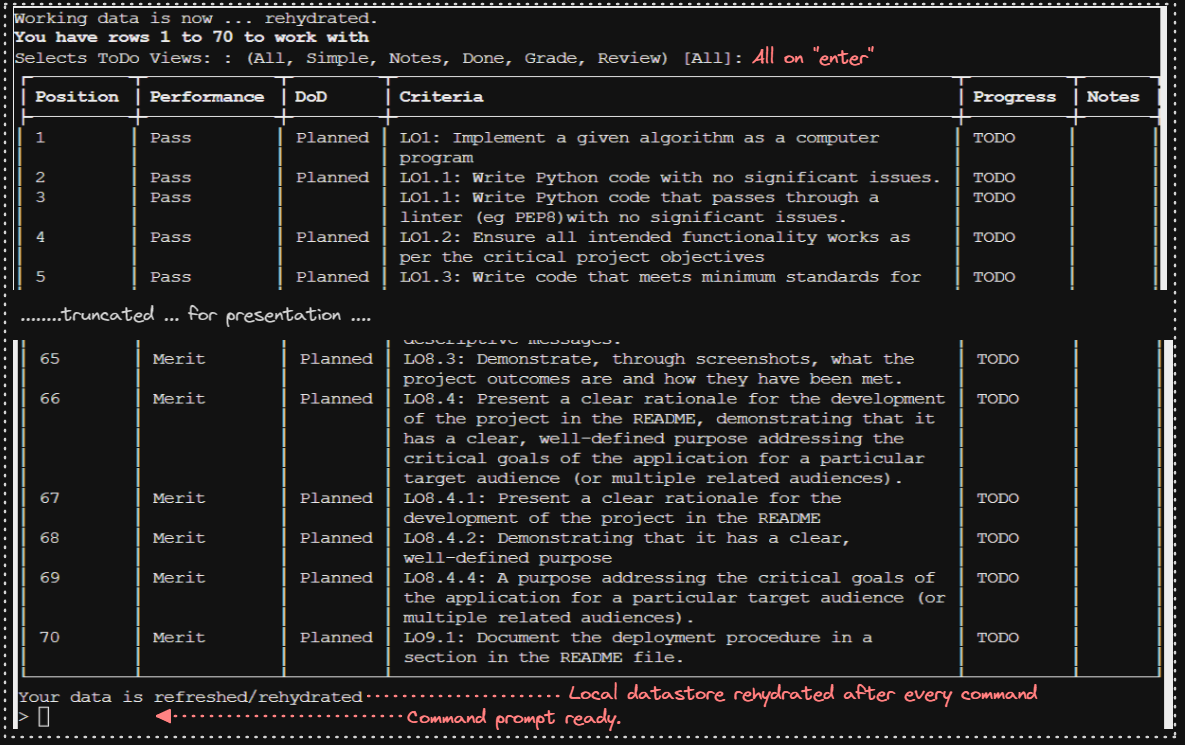 Working data is now ... rehydrated.
You have rows 1 to 70 to work with
Selects ToDo Views: : (All, Simple, Notes, Done, Grade, Review) [All]: All on "enter"
Position Performance DoD Criteria Progress Notes
1 Pass Planned LO1: Implement a given algorithm as a computer TODO
program
2 Pass Planned LO1.1: Write Python code with no significant issues. TODO
3 Pass LO1.1: Write Python code that passes through a TODO
linter (eg PEP8)with no significant issues.
4 Pass Planned LO1.2: Ensure all intended functionality works as TODO
per the critical project objectives
5 Pass Planned LO1.3: Write code that meets minimum standards for TODO
........truncated ... for presentation ....
descriptive messages.
65 Merit Planned LO8.3: Demonstrate, through screenshots, what the TODO
project outcomes are and how they have been met.
66 Merit Planned LO8.4: Present a clear rationale for the development TODO
of the project in the README, demonstrating that it
has a clear, well-defined purpose addressing the
critical goals of the application for a particular
target audience (or multiple related audiences).
67 Merit Planned LO8.4.1: Present a clear rationale for the TODO
development of the project in the README
68 Merit Planned LO8.4.2: Demonstrating that it has a clear, TODO
well-defined purpose
69 Merit Planned LO8.4.4: A purpose addressing the critical goals of TODO
the application for a particular target audience (or
multiple related audiences).
70 Merit Planned LO9.1: Document the deployment procedure in a TODO
section in the README file.
Your data is refreshed/rehydrated Local datastore rehydrated after every command
> Command prompt ready.